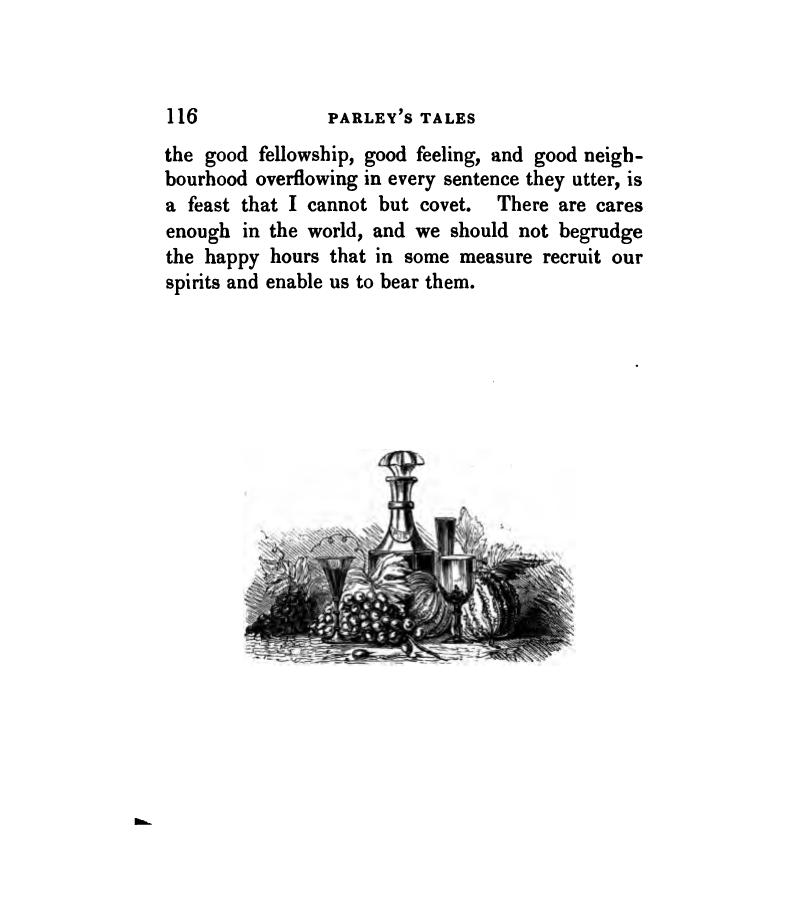 116 PARLEY'S TALES
the good fellowship, good feeling, and good neigh-
bourhood overflowing in every sentence they utter, is
a feast that I cannot but covet. There are cares
enough in the world, and we should not begrudge
the happy hours that in some measure recruit our
spirits and enable us to bear them.